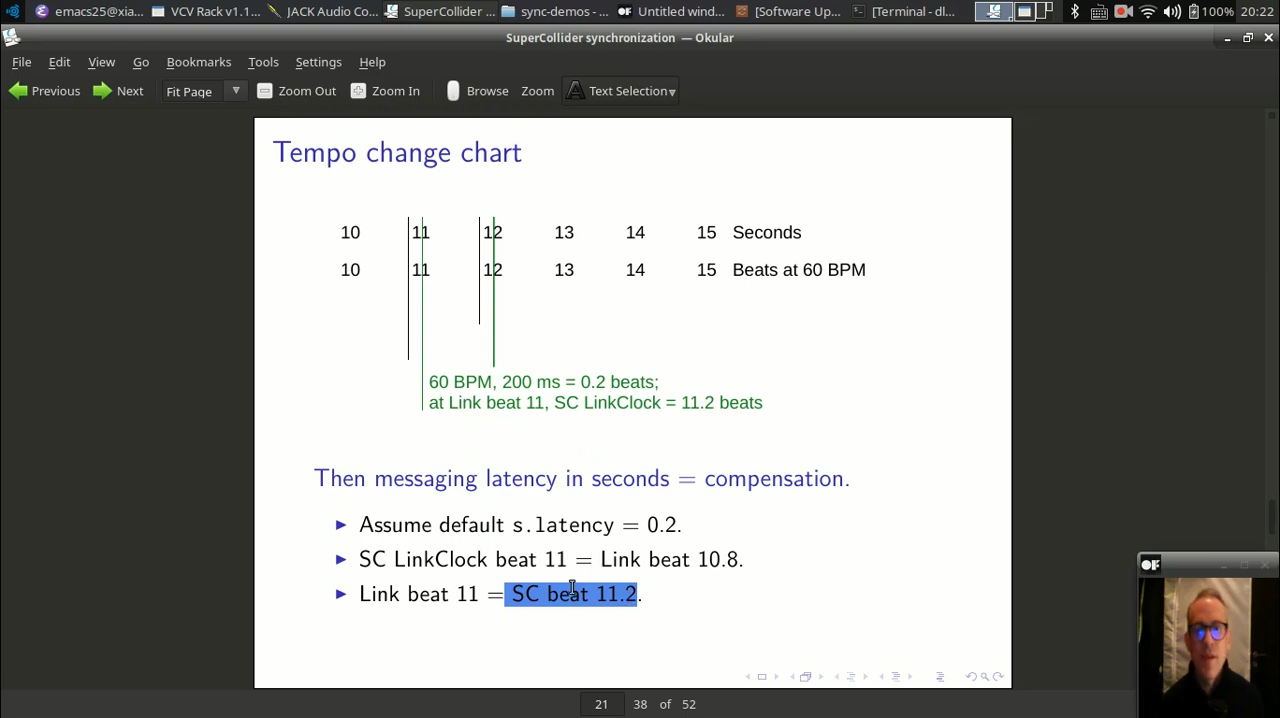 emacs25@xia...
VCV Rack v1.1...
JACK Audio Co...
SuperCollider ...
sync-demos - ...
Untitled wind...
[Software Up...
[Terminal - dl...
100%
20:22
SuperCollider synchronization — Okular
File Edit View Go Bookmarks Tools Settings Help
Previous Next Fit Page Zoom Out Zoom In Browse Zoom Text Selection
Tempo change chart
10 11 12 13 14 15 Seconds
10 11 12 13 14 15 Beats at 60 BPM
60 BPM, 200 ms = 0.2 beats;
at Link beat 11, SC LinkClock = 11.2 beats
Then messaging latency in seconds = compensation.
Assume default s.latency = 0.2.
SC LinkClock beat 11 = Link beat 10.8.
Link beat 11 = SC beat 11.2.
21 38 of 52